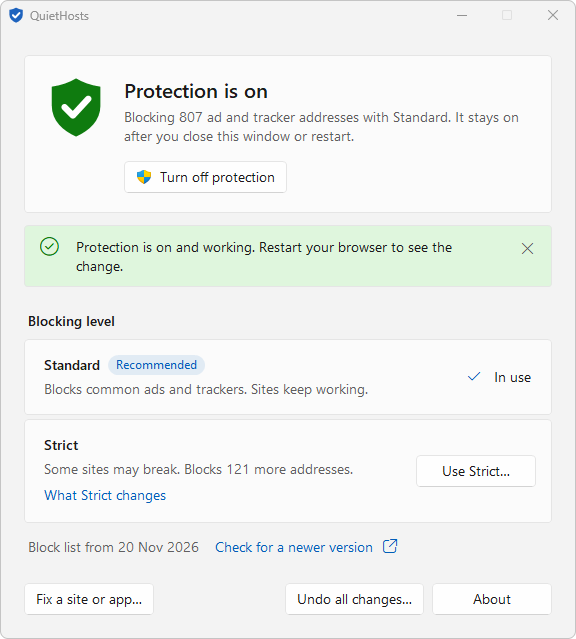 QuietHosts
Protection is on
Blocking 807 ad and tracker addresses with Standard. It stays on
after you close this window or restart.
Turn off protection
Protection is on and working. Restart your browser to see the
change.
Blocking level
Standard
Recommended
Blocks common ads and trackers. Sites keep working.
In use
Strict
Some sites may break. Blocks 121 more addresses.
What Strict changes
Use Strict...
Block list from 20 Nov 2026
Check for a newer version
Fix a site or app...
Undo all changes...
About